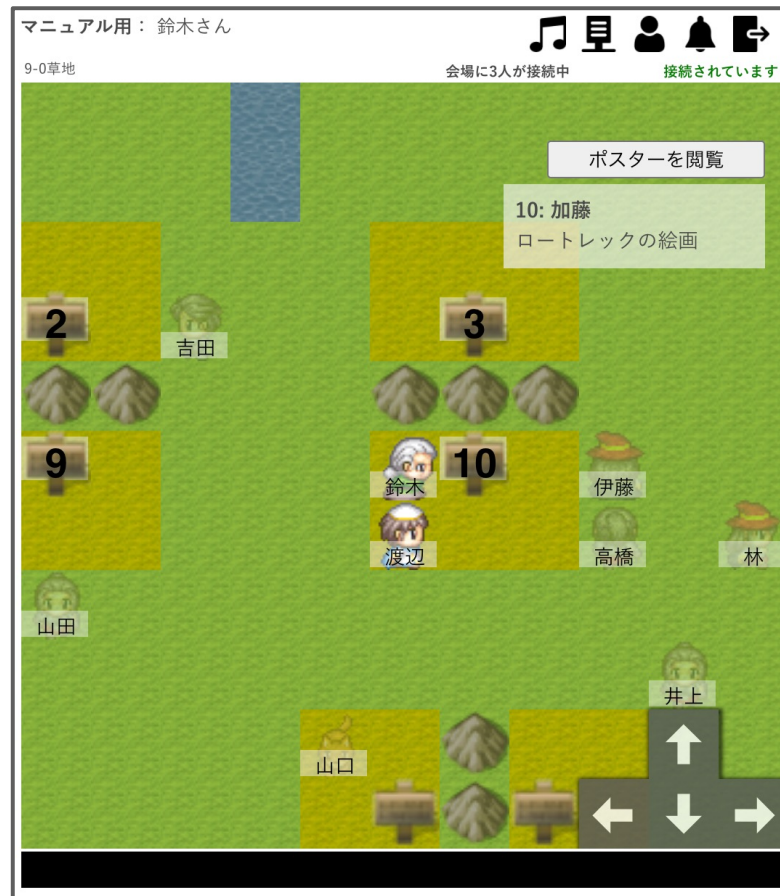 マニュアル用： 鈴木さん
9-0草地
会場に3人が接続中
接続されています
ポスターを閲覧
10: 加藤
ロートレックの絵画
2
3
吉田
9
10
鈴木
伊藤
渡辺
高橋
林
山田
井上
山口